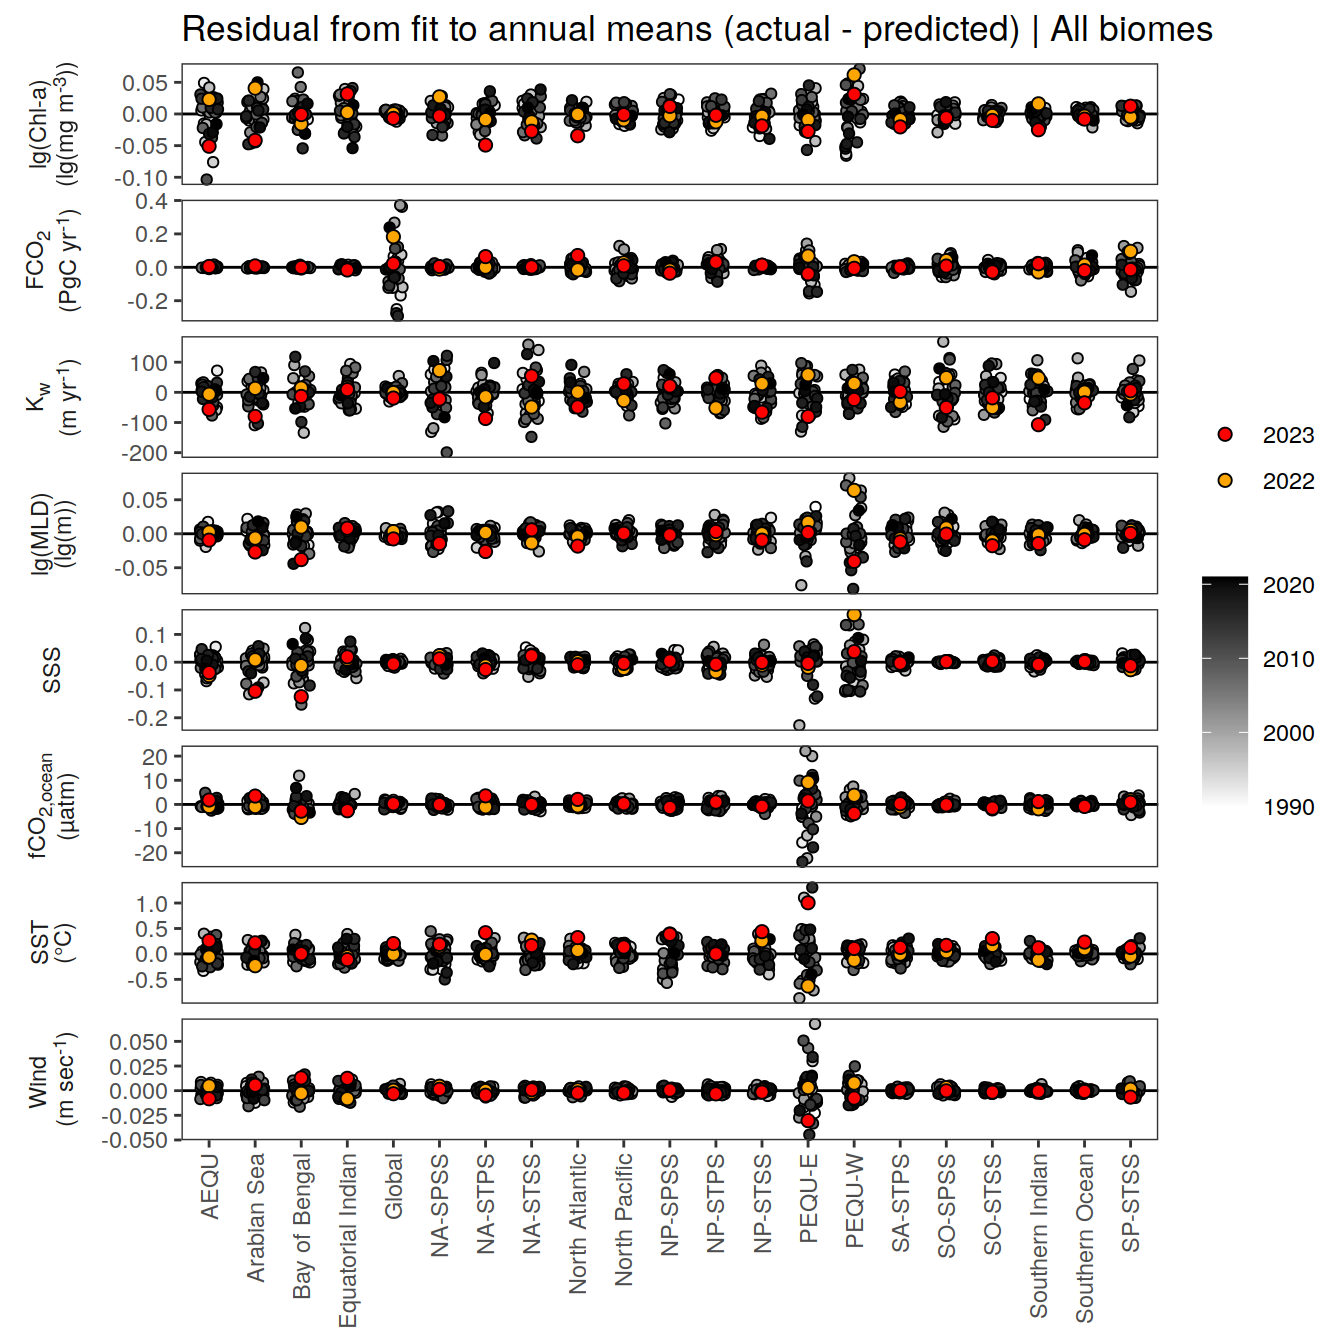 Residual from fit to annual means (actual - predicted) | All biomes
lg(Chl-a)
(lg(mg m⁻³))
0.05
0.00
-0.05
-0.10
FCO₂
(PgC yr⁻¹)
0.4
0.2
0.0
-0.2
K_w
(m yr⁻¹)
100
0
-100
-200
lg(MLD)
(lg(m))
0.05
0.00
-0.05
SSS
0.1
0.0
-0.1
-0.2
fCO₂,ocean
(µatm)
20
10
0
-10
-20
SST
(°C)
1.0
0.5
0.0
-0.5
Wind
(m sec⁻¹)
0.050
0.025
0.000
-0.025
-0.050
AEQU
Arabian Sea
Bay of Bengal
Equatorial Indian
Global
NA-SPSS
NA-STPS
NA-STSS
North Atlantic
North Pacific
NP-SPSS
NP-STPS
NP-STSS
PEQU-E
PEQU-W
SA-STPS
SO-SPSS
SO-STSS
Southern Indian
Southern Ocean
SP-STSS
2023
2022
2020
2010
2000
1990